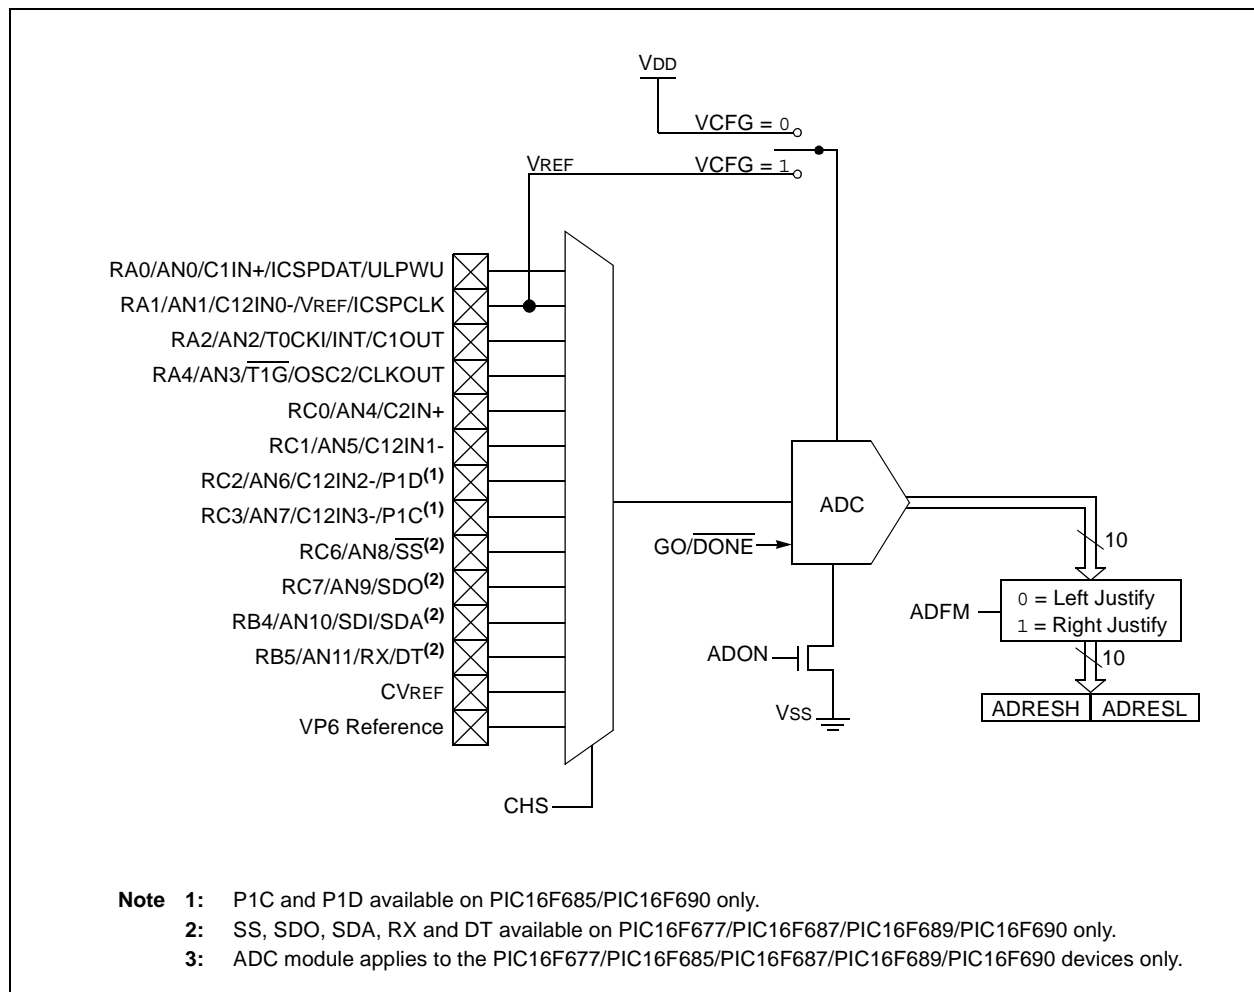 VDD
VCFG = 0
VREF
VCFG = 1
RA0/AN0/C1IN+/ICSPDAT/ULPWU
RA1/AN1/C12IN0-/VREF/ICSPCLK
RA2/AN2/T0CKI/INT/C1OUT
RA4/AN3/T1G/OSC2/CLKOUT
RC0/AN4/C2IN+
RC1/AN5/C12IN1-
RC2/AN6/C12IN2-/P1D(1)
RC3/AN7/C12IN3-/P1C(1)
RC6/AN8/SS(2)
RC7/AN9/SDO(2)
RB4/AN10/SDI/SDA(2)
RB5/AN11/RX/DT(2)
CVREF
VP6 Reference
CHS
ADC
GO/DONE
ADON
VSS
10
ADFM
0 = Left Justify
1 = Right Justify
10
ADRESH ADRESL
Note 1: P1C and P1D available on PIC16F685/PIC16F690 only.
2: SS, SDO, SDA, RX and DT available on PIC16F677/PIC16F687/PIC16F689/PIC16F690 only.
3: ADC module applies to the PIC16F677/PIC16F685/PIC16F687/PIC16F689/PIC16F690 devices only.